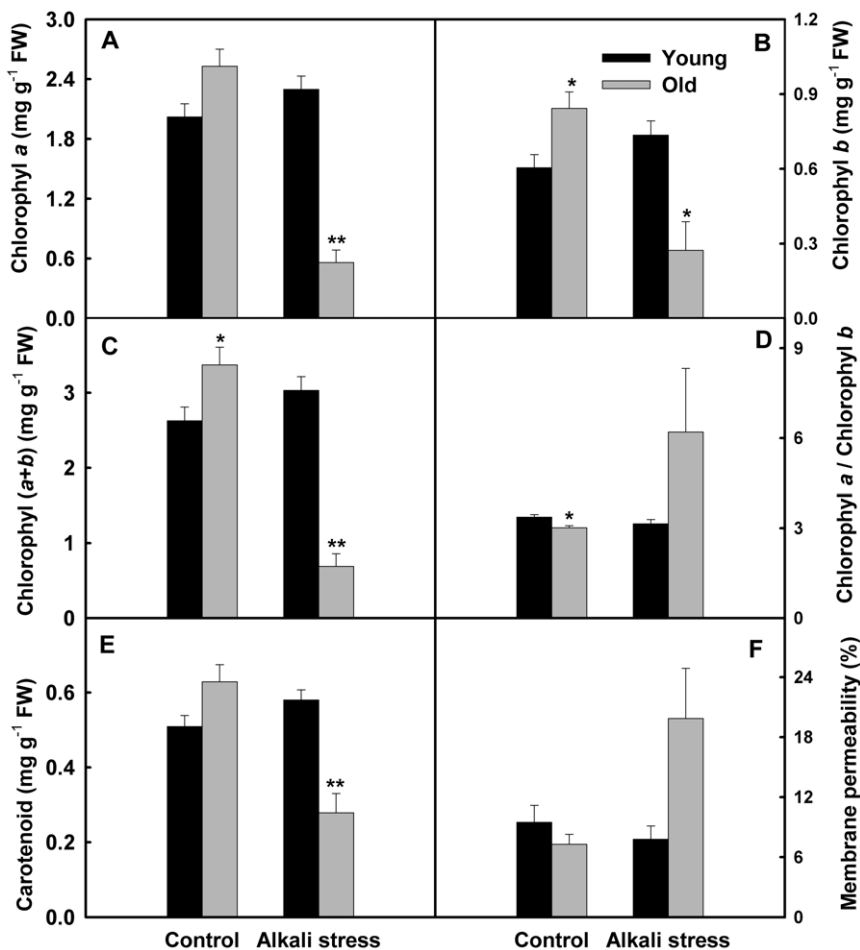 A
Chlorophyll a (mg g-1 FW)
3.0
2.4
1.8
1.2
0.6
0.0
**
B
Young
Old
*
*
1.2
0.9
0.6
0.3
0.0
Chlorophyll b (mg g-1 FW)
C
Chlorophyl (a+b) (mg g-1 FW)
3
2
1
0
*
**
D
*
9
6
3
0
Chlorophyll a / Chlorophyll b
E
Carotenoid (mg g-1 FW)
0.6
0.4
0.2
0.0
**
F
24
18
12
6
0
Membrane permeability (%)
Control Alkali stress Control Alkali stress